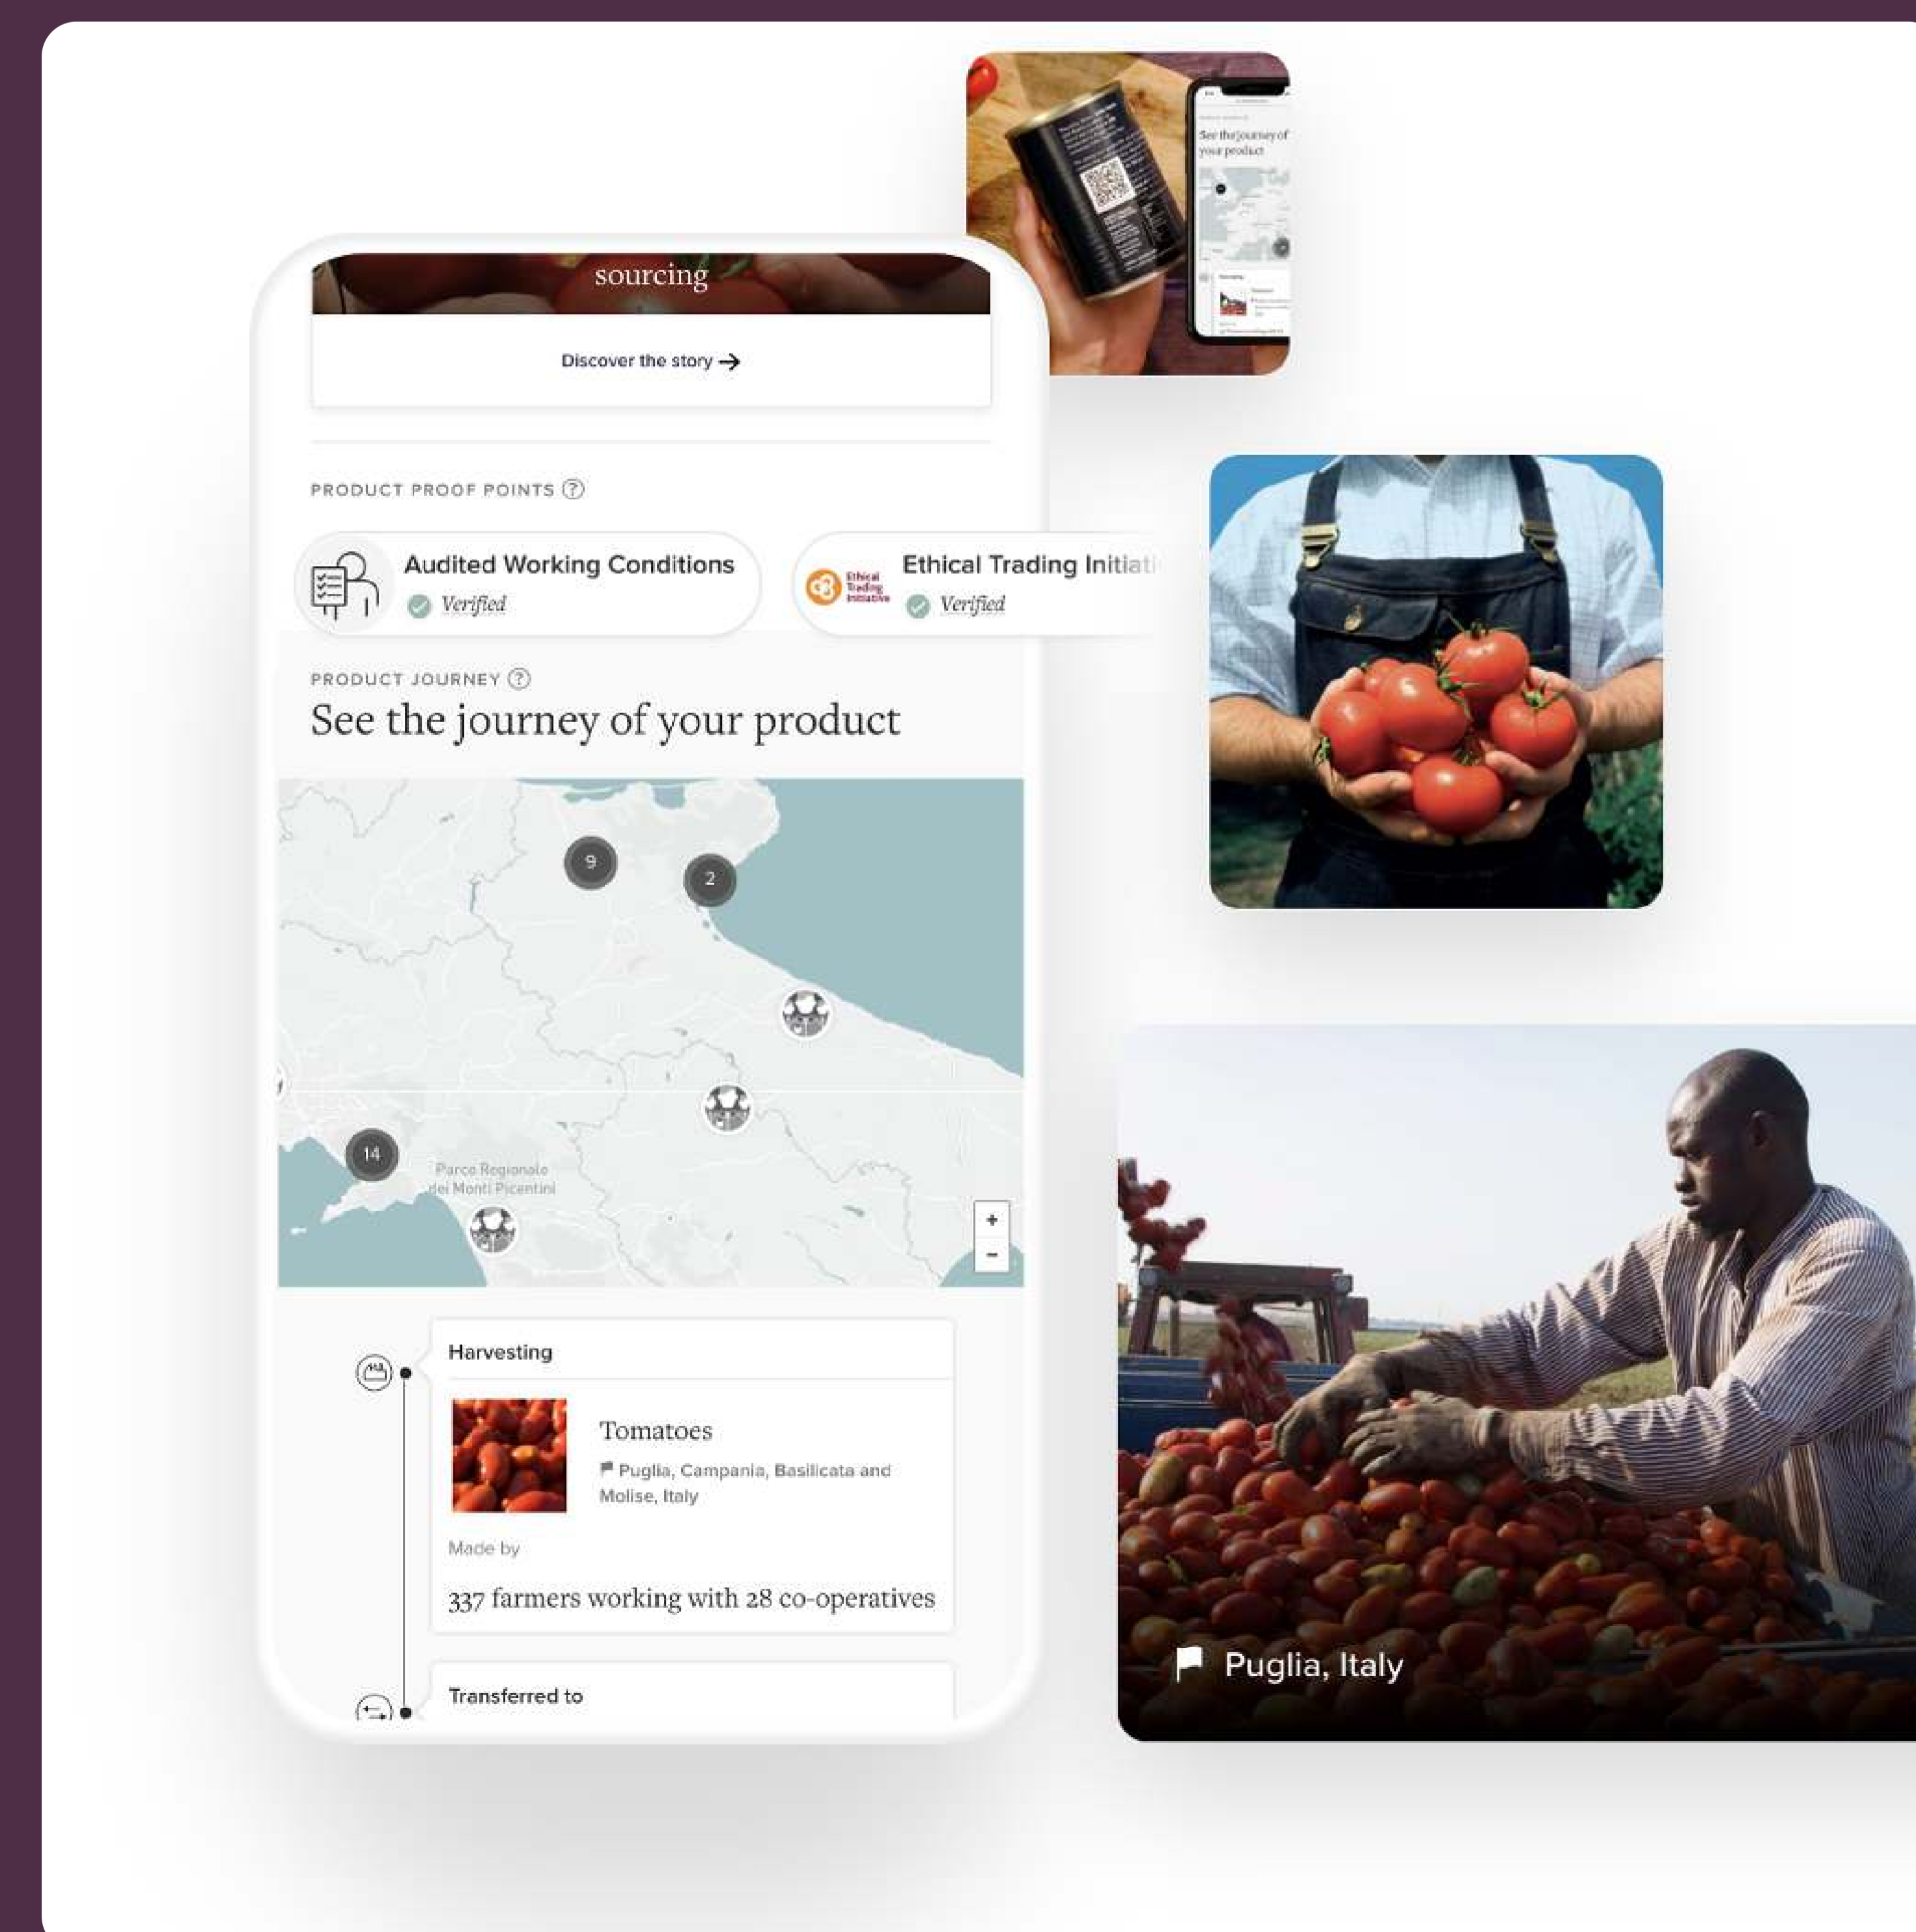 See the journey of
your product
sourcing
Discover the story →
PRODUCT PROOF POINTS ?
Audited Working Conditions
Verified
Ethical
Trading
Initiative
Ethical Trading Initiati
Verified
PRODUCT JOURNEY ?
See the journey of your product
9
2
14
Parco Regionale
dei Monti Picentini
+
−
Harvesting
Tomatoes
Puglia, Campania, Basilicata and
Molise, Italy
Made by
337 farmers working with 28 co-operatives
Transferred to
Puglia, Italy